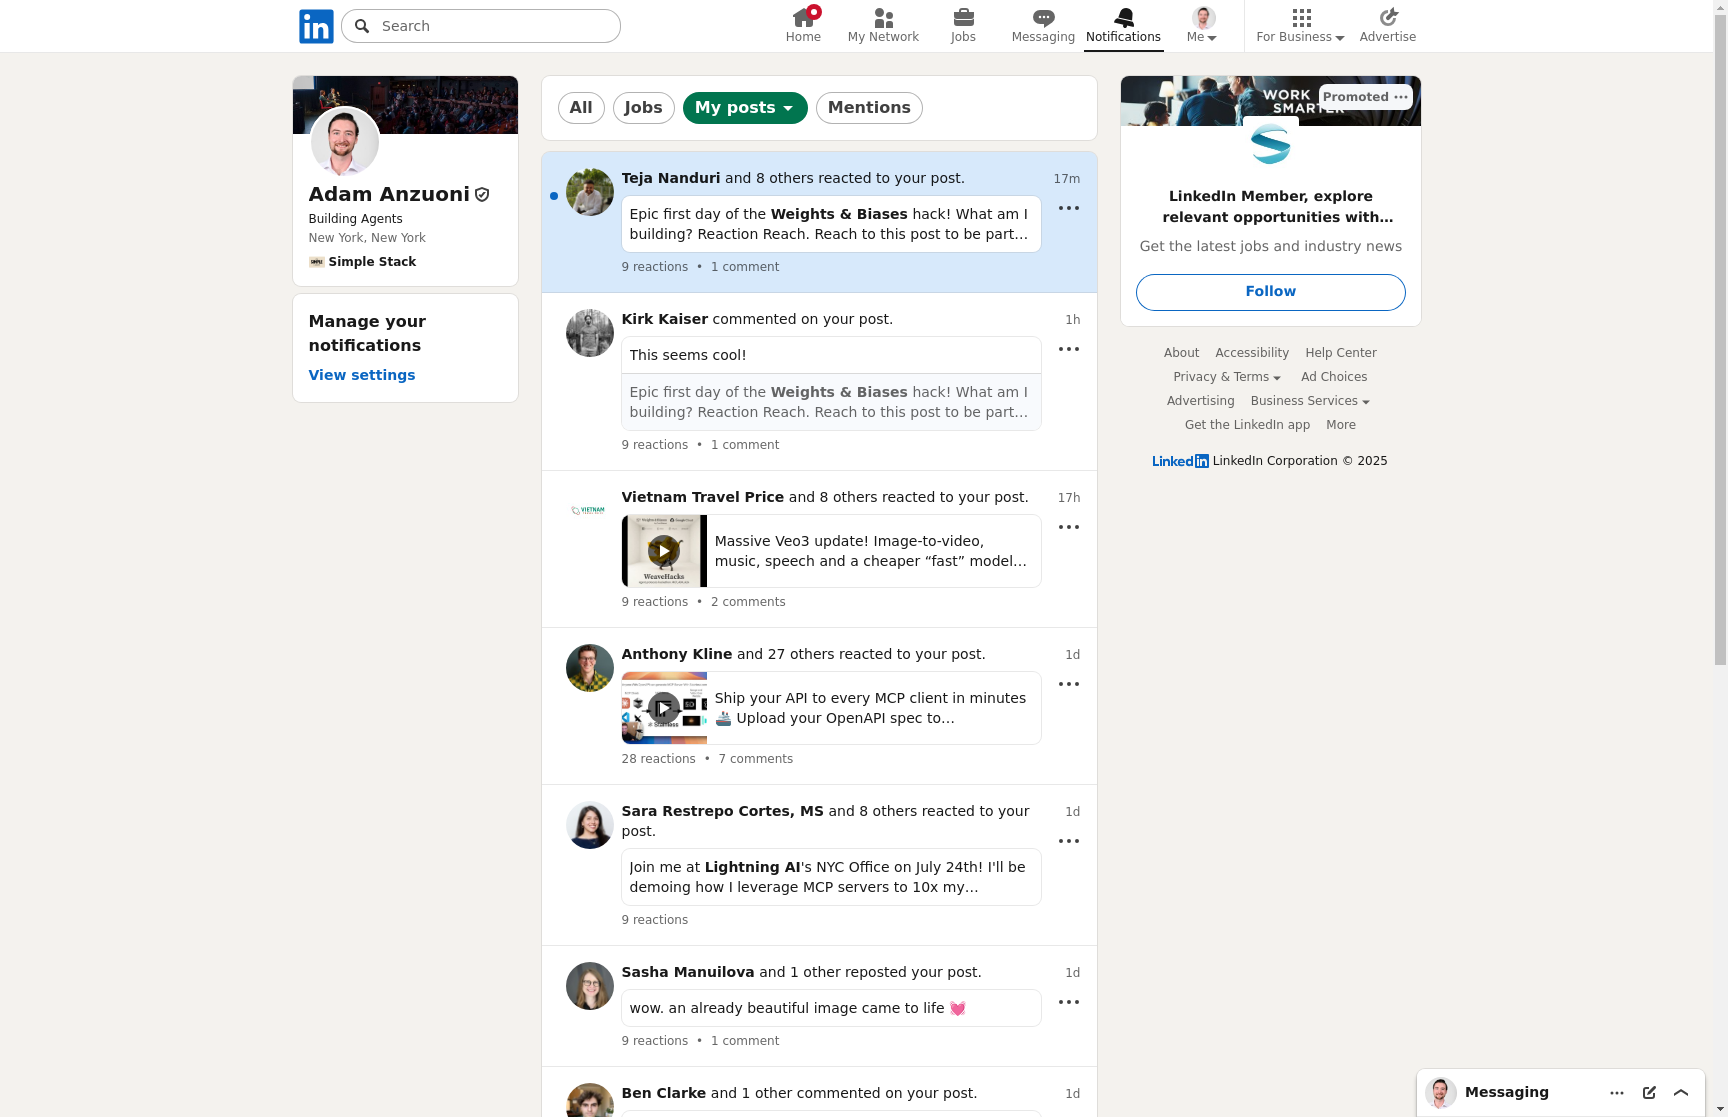 Search
Home
My Network
Jobs
Messaging
Notifications
Me
For Business
Advertise
Adam Anzuoni
Building Agents
New York, New York
Simple Stack
Manage your
notifications
View settings
All
Jobs
My posts
Mentions
Teja Nanduri and 8 others reacted to your post.
17m
Epic first day of the Weights & Biases hack! What am I
building? Reaction Reach. Reach to this post to be part…
9 reactions • 1 comment
Kirk Kaiser commented on your post.
1h
This seems cool!
Epic first day of the Weights & Biases hack! What am I
building? Reaction Reach. Reach to this post to be part…
9 reactions • 1 comment
VIETNAM
Vietnam Travel Price and 8 others reacted to your post.
17h
WeaveHacks
Massive Veo3 update! Image-to-video,
music, speech and a cheaper “fast” model…
9 reactions • 2 comments
Anthony Kline and 27 others reacted to your post.
1d
Ship your API to every MCP client in minutes
🚢 Upload your OpenAPI spec to…
28 reactions • 7 comments
Sara Restrepo Cortes, MS and 8 others reacted to your
post.
1d
Join me at Lightning AI's NYC Office on July 24th! I'll be
demoing how I leverage MCP servers to 10x my…
9 reactions
Sasha Manuilova and 1 other reposted your post.
1d
wow. an already beautiful image came to life 💓
9 reactions • 1 comment
Ben Clarke and 1 other commented on your post.
1d
WORK
SMARTER
Promoted
LinkedIn Member, explore
relevant opportunities with…
Get the latest jobs and industry news
Follow
About Accessibility Help Center
Privacy & Terms Ad Choices
Advertising Business Services
Get the LinkedIn app More
LinkedIn LinkedIn Corporation © 2025
Messaging